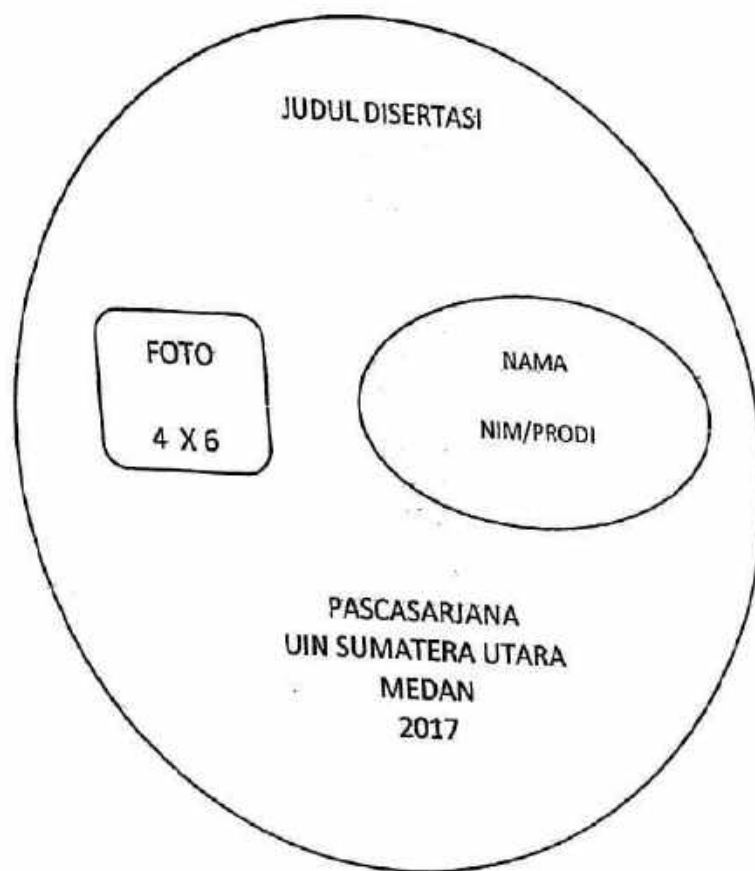 JUDUL DISERTASI
FOTO
4 X 6
NAMA
NIM/PRODI
PASCASARJANA
UIN SUMATERA UTARA
MEDAN
2017